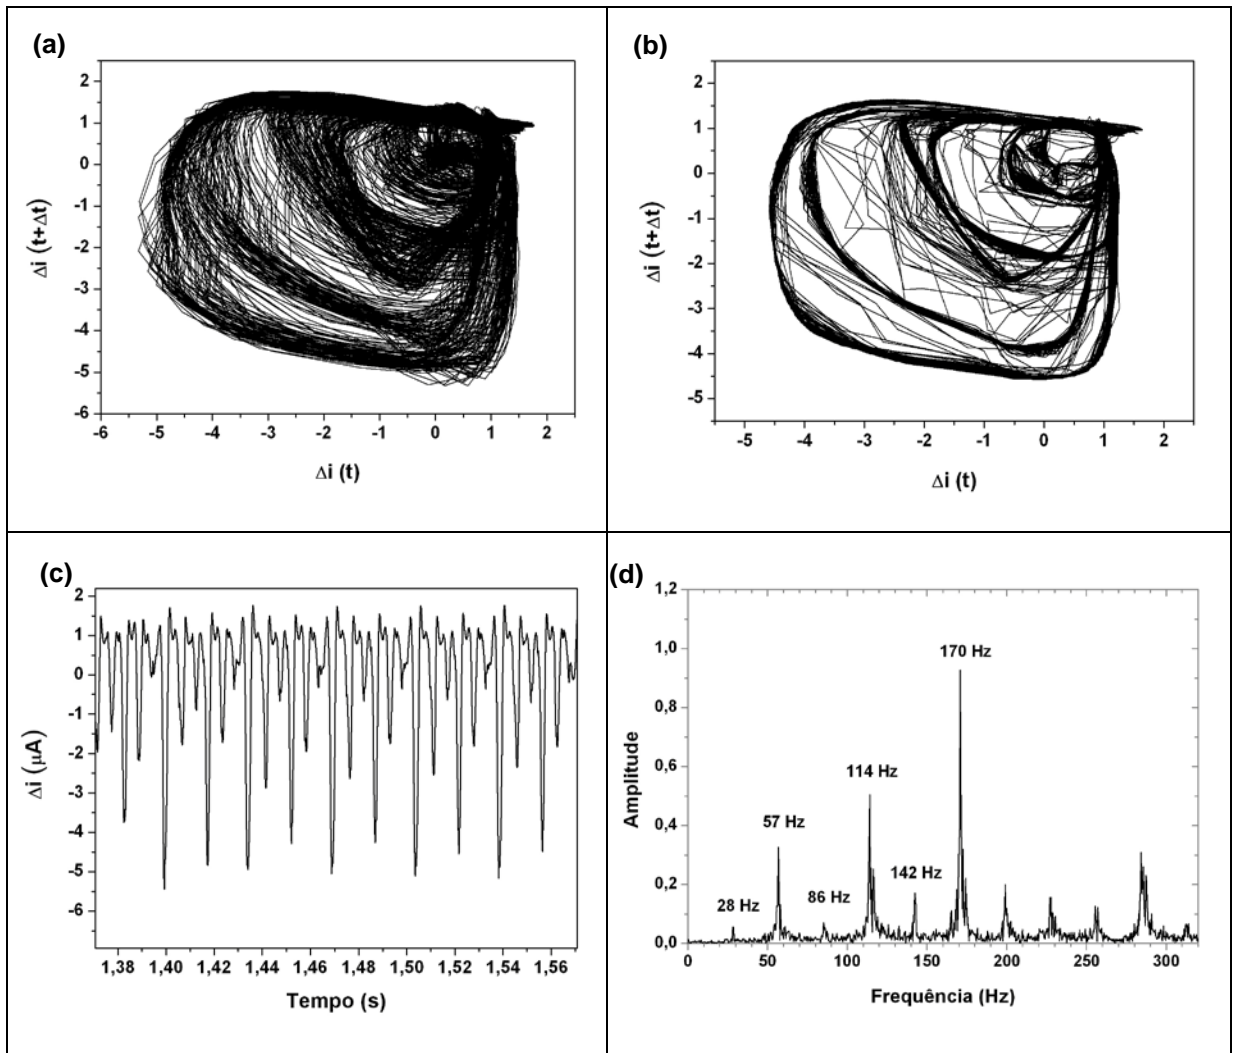 (a)
2
1
0
-1
-2
-3
-4
-5
-6
Δi (t+Δt)
-6 -5 -4 -3 -2 -1 0 1 2
Δi (t)
(b)
2
1
0
-1
-2
-3
-4
-5
Δi (t+Δt)
-5 -4 -3 -2 -1 0 1 2
Δi (t)
(c)
2
1
0
-1
-2
-3
-4
-5
-6
Δi (μA)
1,38 1,40 1,42 1,44 1,46 1,48 1,50 1,52 1,54 1,56
Tempo (s)
(d)
1,2
1,0
0,8
0,6
0,4
0,2
0,0
Amplitude
170 Hz
114 Hz
57 Hz
142 Hz
86 Hz
28 Hz
0 50 100 150 200 250 300
Frequência (Hz)